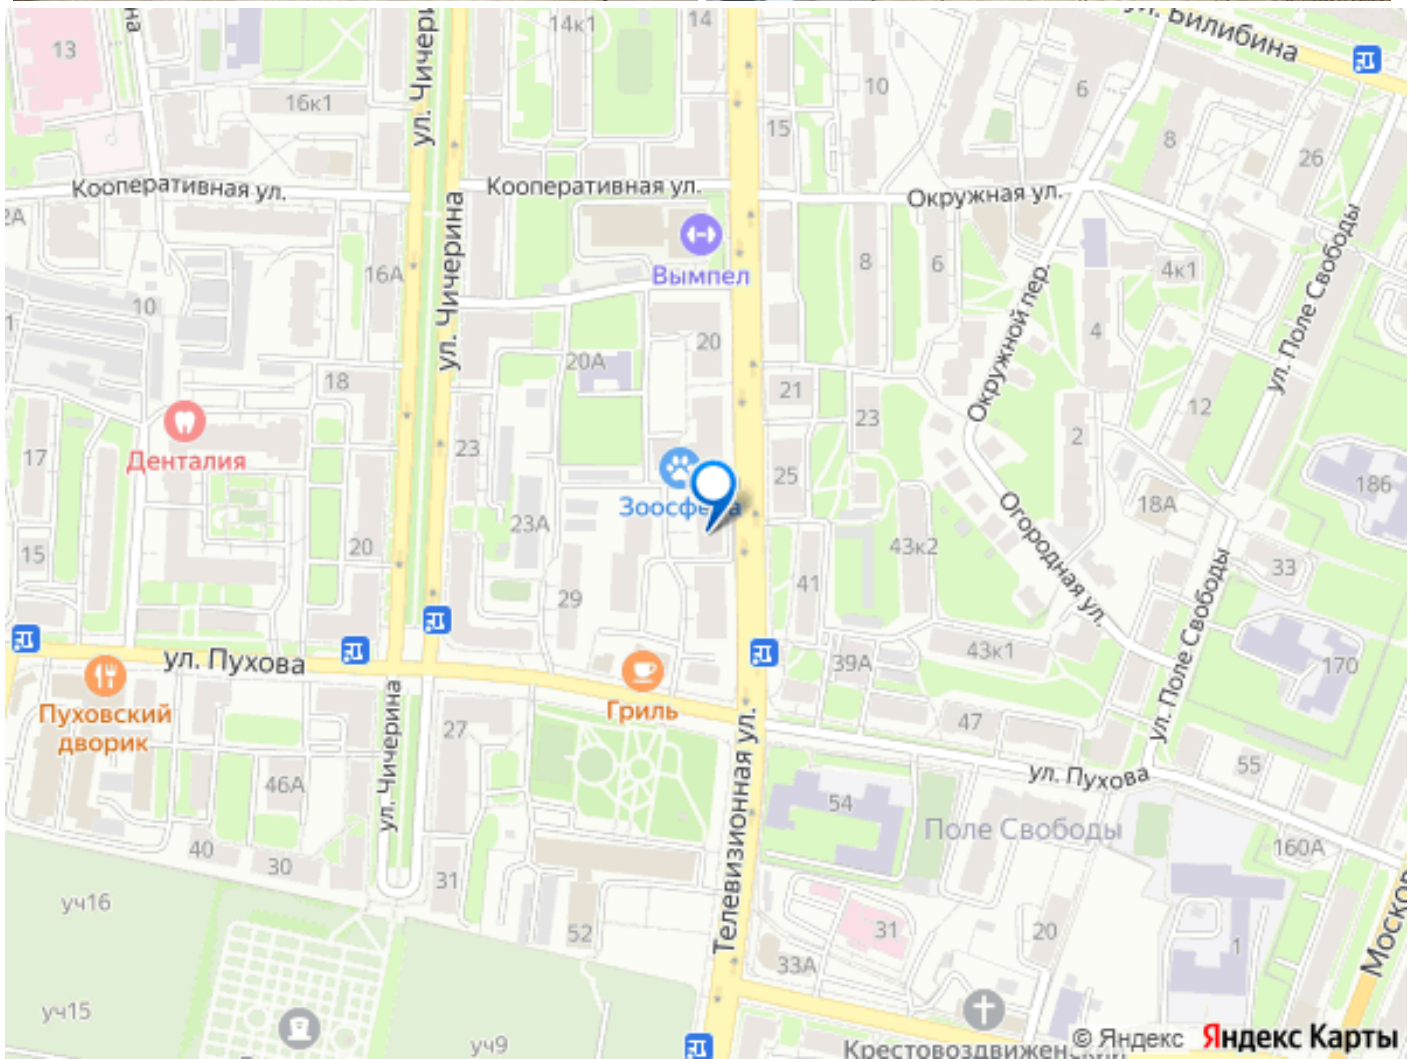 14к1
14
ул. Билибина
13
ул. Чичерина
10
6
16к1
15
8
26
Кооперативная ул.
Кооперативная ул.
Окружная ул.
2А
ул. Чичерина
Вымпел
8
6
4к1
ул. Поле Свободы
16А
10
Окружной пер.
4
20
20А
18
21
12
23
2
Денталия
17
23
25
186
Зоосфера
18А
23А
43к2
Огородная ул.
15
20
41
33
29
ул. Поле Свободы
ул. Пухова
39А
43к1
170
Пуховский
дворик
Гриль
47
27
ул. Чичерина
Телевизионная ул.
ул. Пухова
55
46А
54
Поле Свободы
40
30
31
160А
уч16
52
31
20
1
33А
уч15
уч9
© Яндекс Яндекс Карты